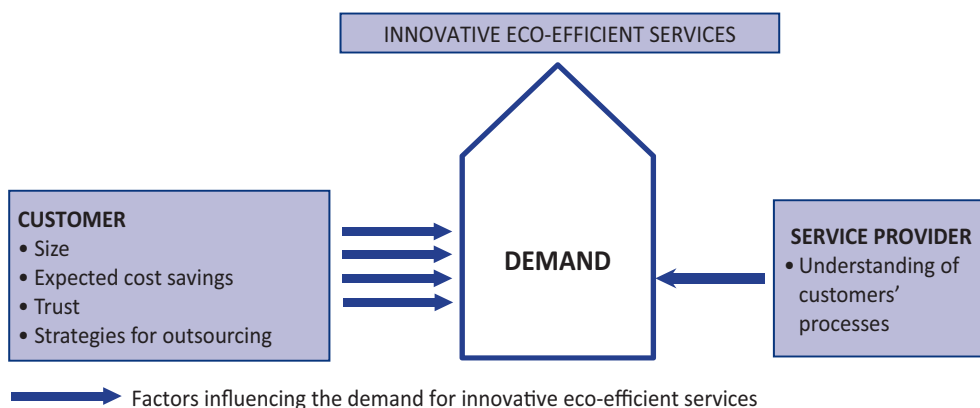 INNOVATIVE ECO-EFFICIENT SERVICES
CUSTOMER
• Size
• Expected cost savings
• Trust
• Strategies for outsourcing
DEMAND
SERVICE PROVIDER
• Understanding of
customers’
processes
Factors influencing the demand for innovative eco-efficient services